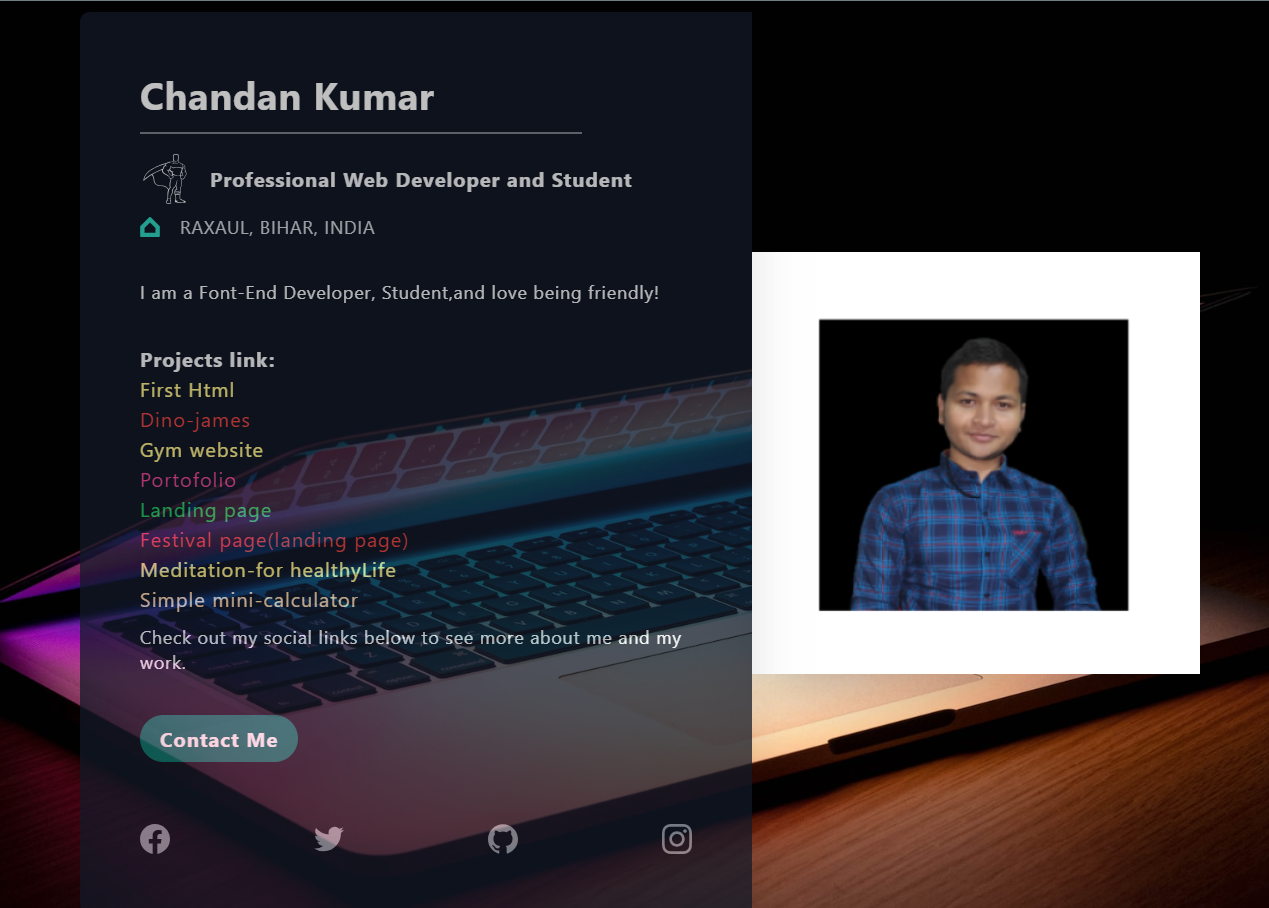 Chandan Kumar
Professional Web Developer and Student
RAXAUL, BIHAR, INDIA
I am a Font-End Developer, Student,and love being friendly!
Projects link:
First Html
Dino-james
Gym website
Portofolio
Landing page
Festival page(landing page)
Meditation-for healthyLife
Simple mini-calculator
Check out my social links below to see more about me and my
work.
Contact Me